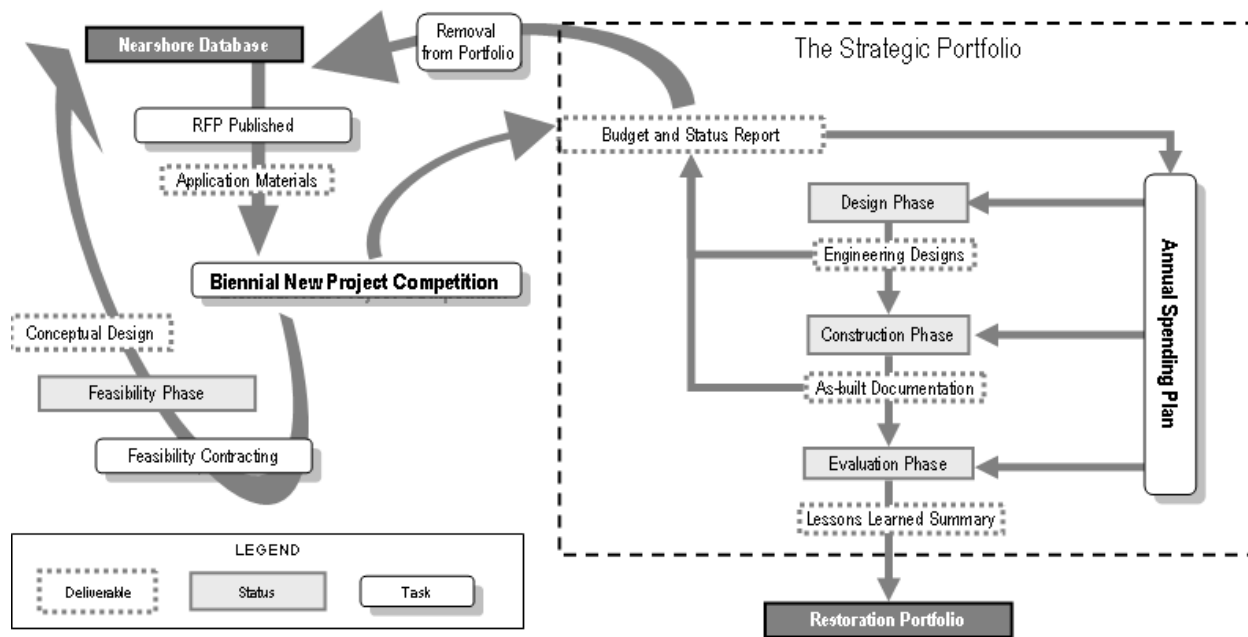 Nearshore Database
Removal
from Portfolio
The Strategic Portfolio
RFP Published
Budget and Status Report
Application Materials
Design Phase
Biennial New Project Competition
Engineering Designs
Annual Spending Plan
Conceptual Design
Construction Phase
Feasibility Phase
As-built Documentation
Feasibility Contracting
Evaluation Phase
Lessons Learned Summary
LEGEND
Deliverable
Status
Task
Restoration Portfolio